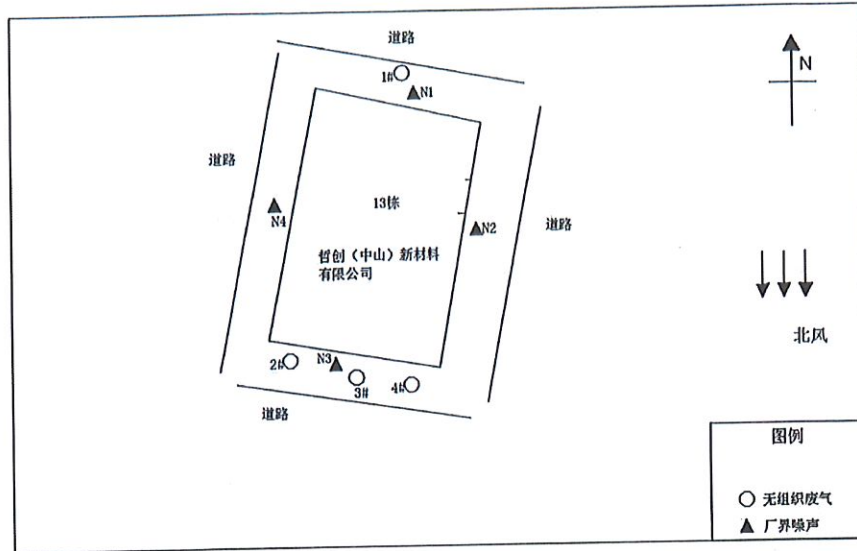 道路
1#
N1
N
道路
13栋
N4
N2
道路
哲创（中山）新材料
有限公司
北风
N3
2#
3#
4#
道路
图例
无组织废气
厂界噪声